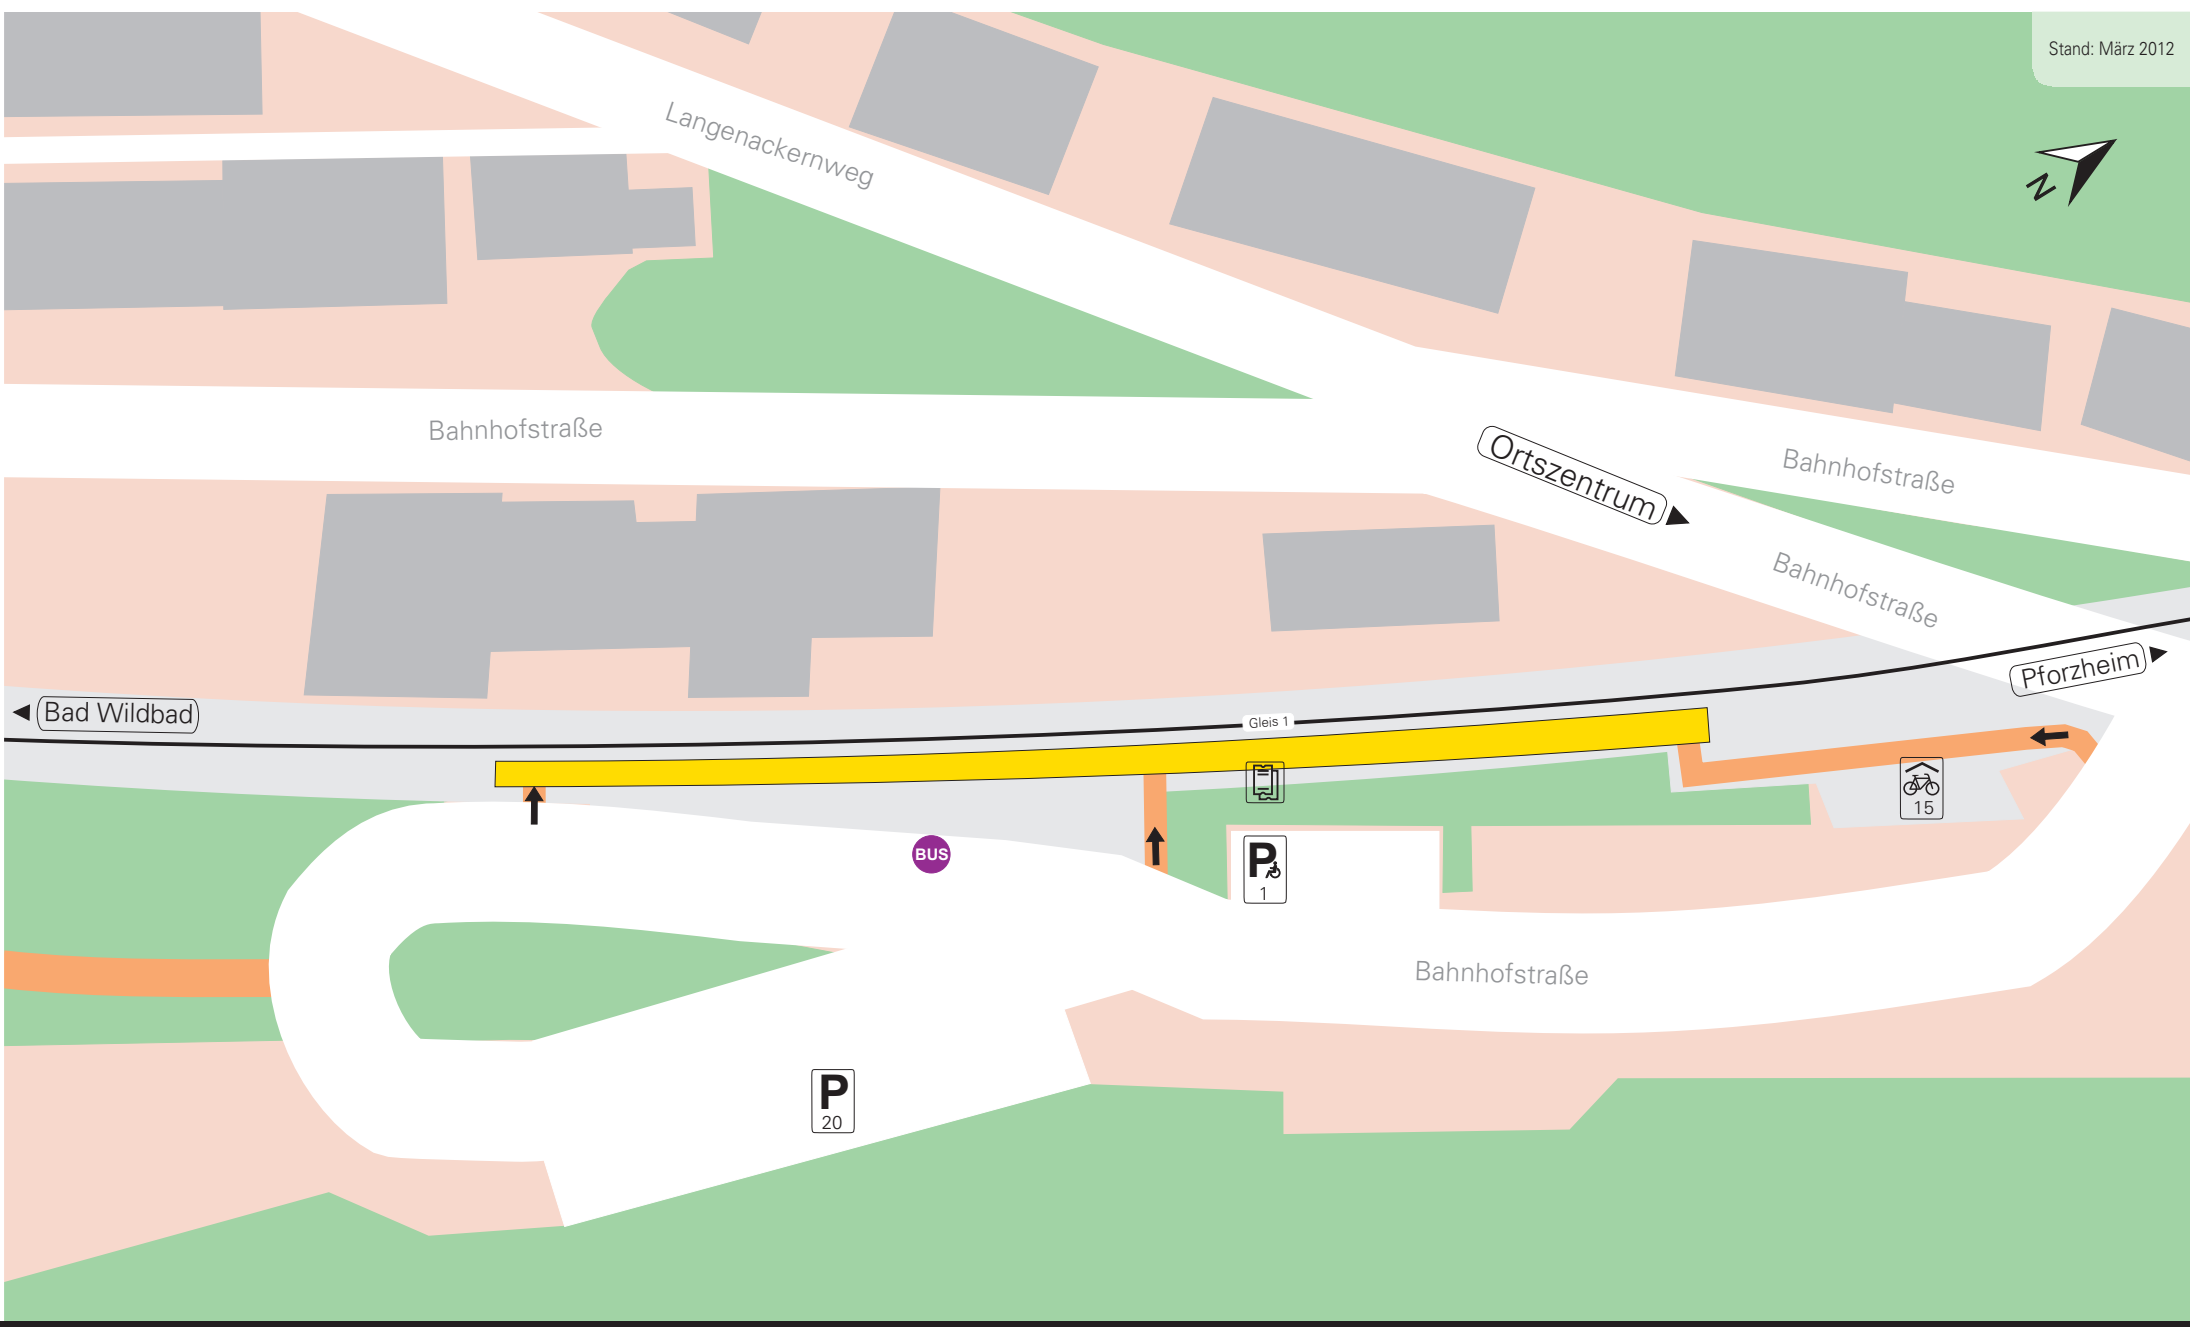 Stand: März 2012
N
Langenackernweg
Bahnhofstraße
Ortszentrum
Bahnhofstraße
Bahnhofstraße
Pforzheim
Bad Wildbad
Gleis 1
15
BUS
P
1
Bahnhofstraße
P
20